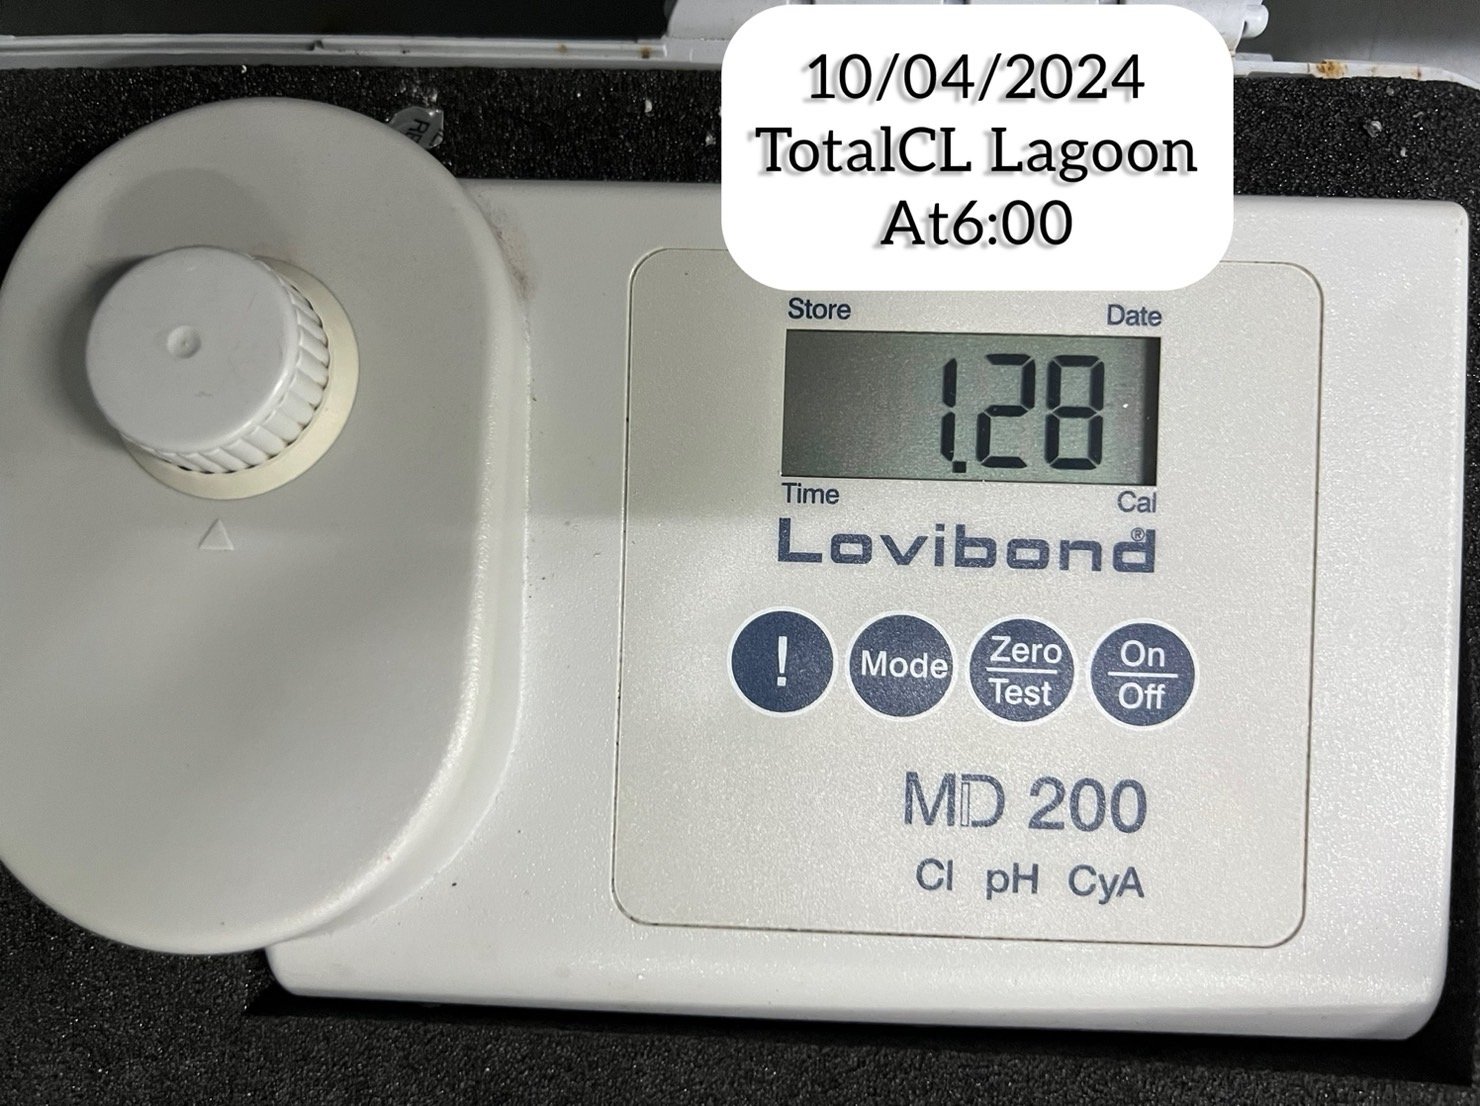 10/04/2024
TotalCL Lagoon
At6:00
Store Date
1.28
Time Cal
Lovibond®
! Mode Zero On
Test Off
MD 200
Cl pH CyA